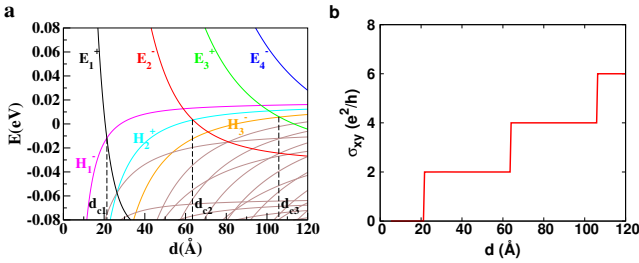 a
E(eV)
0.08
0.06
0.04
0.02
0
-0.02
-0.04
-0.06
-0.08
E1+
E2-
E3+
E4-
H1-
H2+
H3-
dc
dc2
dc3
0 20 40 60 80 100 120
d(Å)
b
σxy (e2/h)
8
6
4
2
0
0 20 40 60 80 100 120
d (Å)